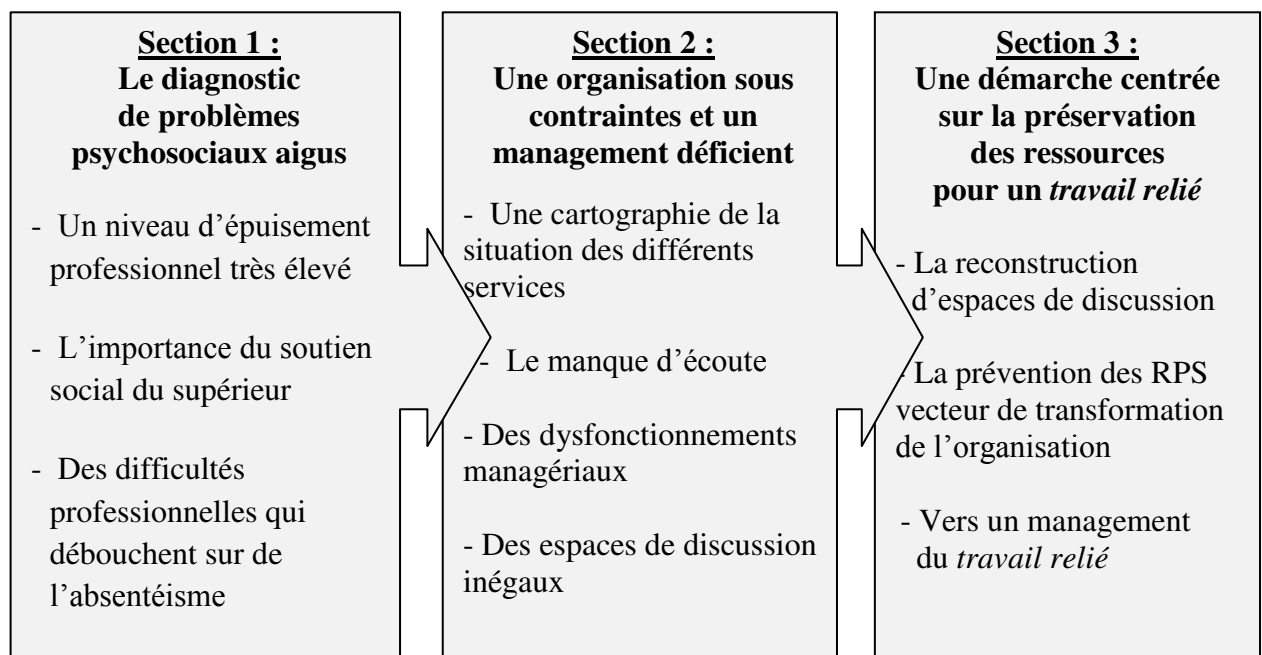 Section 1 :
Le diagnostic
de problèmes
psychosociaux aigus
- Un niveau d’épuisement
professionnel très élevé
- L’importance du soutien
social du supérieur
- Des difficultés
professionnelles qui
débouchent sur de
l’absentéisme
Section 2 :
Une organisation sous
contraintes et un
management déficient
- Une cartographie de la
situation des différents
services
- Le manque d’écoute
- Des dysfonctionnements
managériaux
- Des espaces de discussion
inégaux
Section 3 :
Une démarche centrée
sur la préservation
des ressources
pour un travail relié
- La reconstruction
d’espaces de discussion
- La prévention des RPS
vecteur de transformation
de l’organisation
- Vers un management
du travail relié